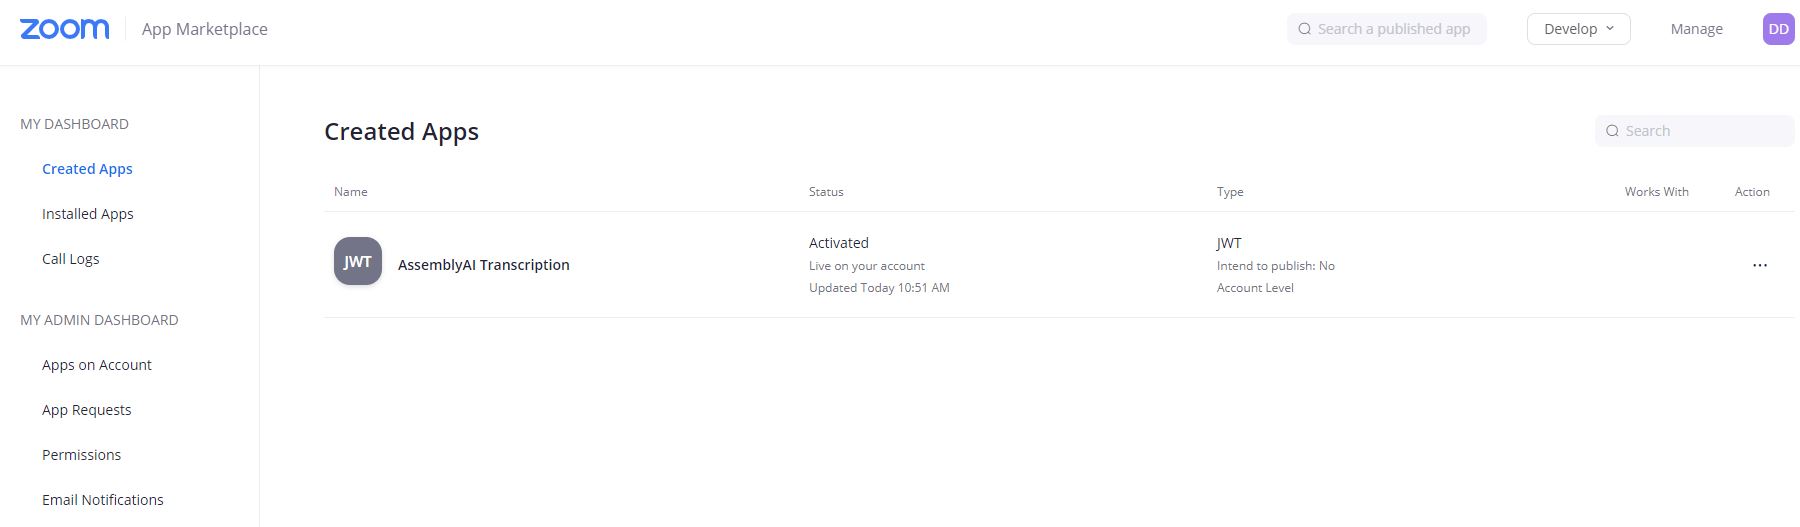 zoom App Marketplace Search a published app Develop Manage DD
MY DASHBOARD
Created Apps
Installed Apps
Call Logs
MY ADMIN DASHBOARD
Apps on Account
App Requests
Permissions
Email Notifications
Created Apps Search
Name Status Type Works With Action
JWT AssemblyAI Transcription
Activated
Live on your account
Updated Today 10:51 AM
JWT
Intend to publish: No
Account Level